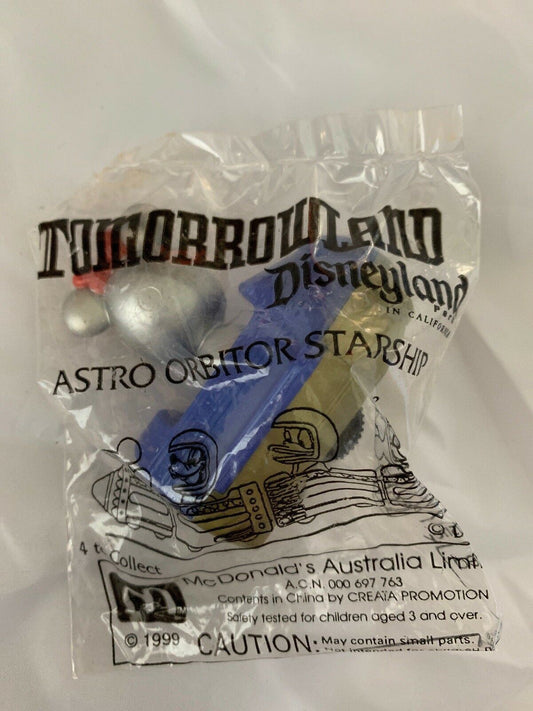 TOMORROWLAND
Disneyland
Park
IN CALIFORNIA
ASTRO ORBITOR STARSHIP
4 to Collect
McDonald's Australia
A.C.N. 000 697 763
Contents in China by CREATA PROMOTION
Safety tested for children aged 3 and over.
© 1999 CAUTION: May contain small parts.